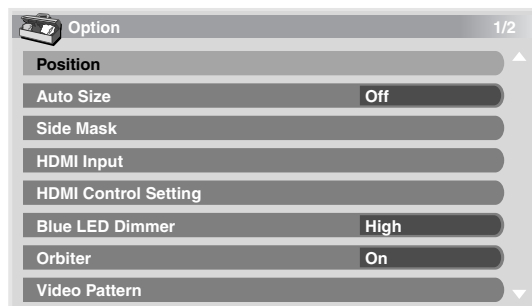 Option 1/2
Position
Auto Size Off
Side Mask
HDMI Input
HDMI Control Setting
Blue LED Dimmer High
Orbiter On
Video Pattern